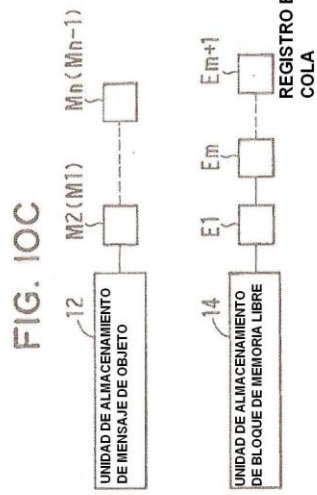 FIG. 10C
12
M2(M1)
Mn(Mn-1)
UNIDAD DE ALMACENAMIENTO
DE MENSAJE DE OBJETO
14
E1
Em
Em+1
UNIDAD DE ALMACENAMIENTO
DE BLOQUE DE MEMORIA LIBRE
REGISTRO E
COLA